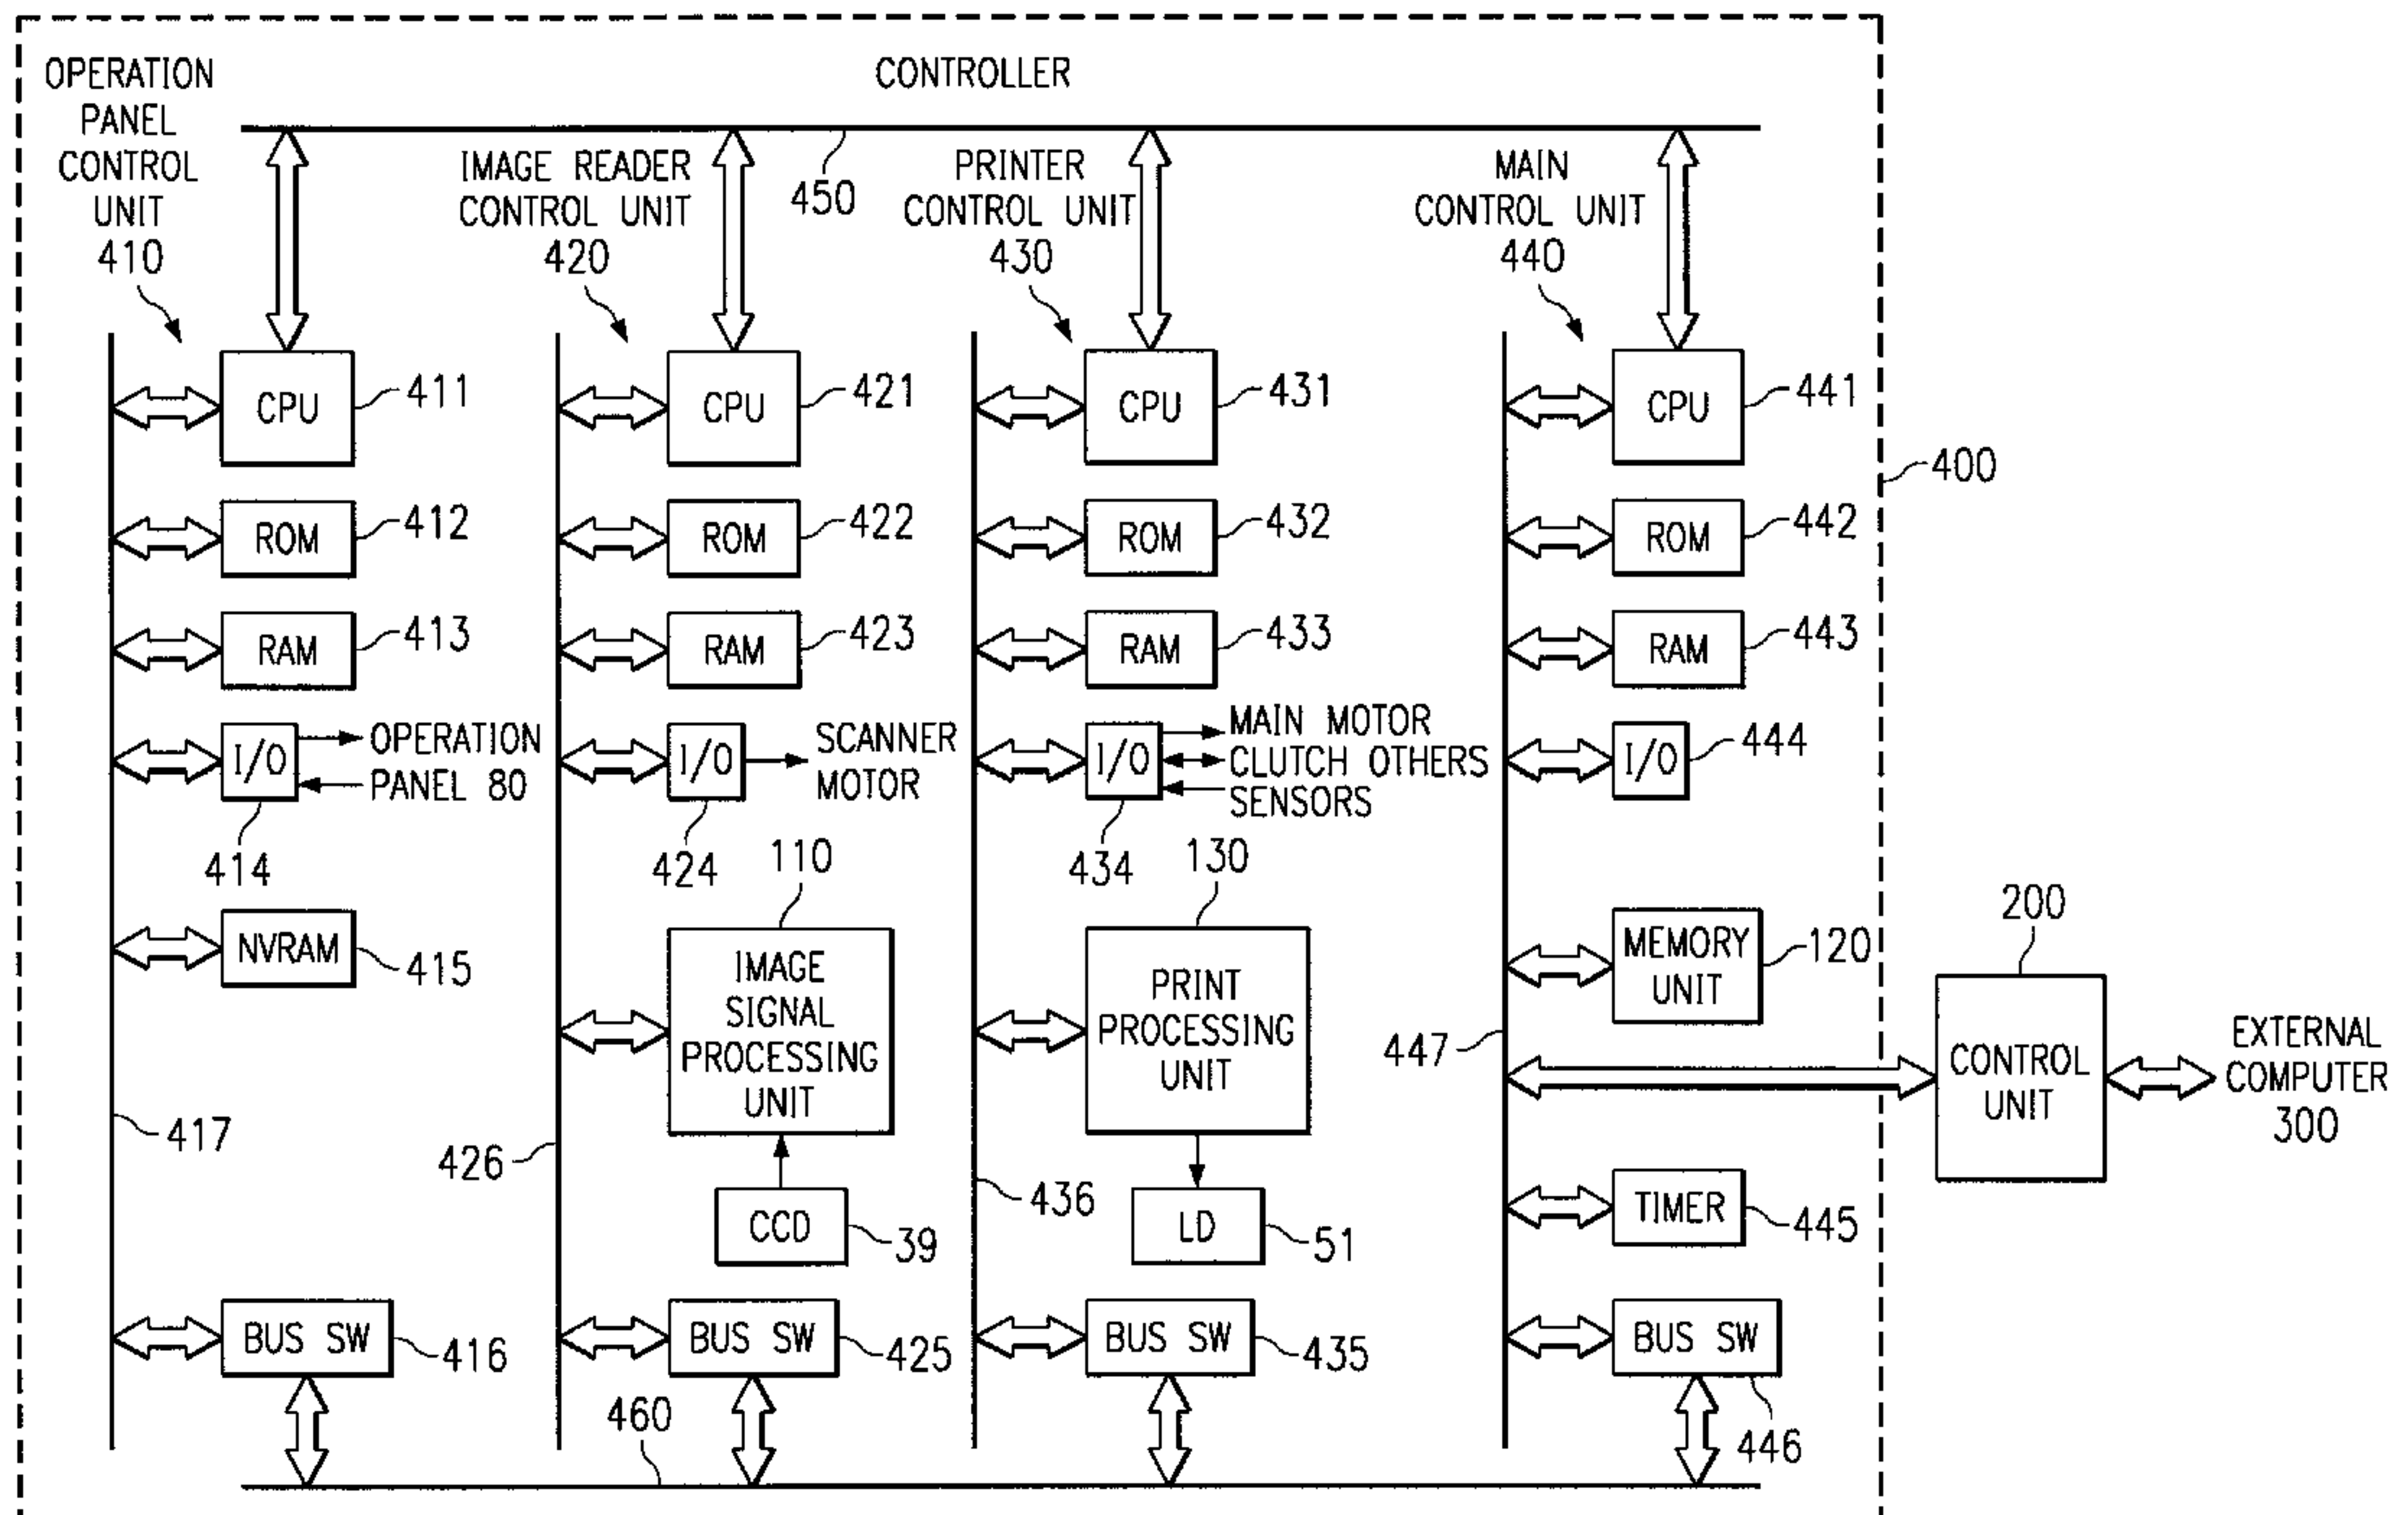 CONTROLLER
OPERATION
PANEL
CONTROL
UNIT
410
IMAGE READER
CONTROL UNIT
420
450
PRINTER
CONTROL UNIT
430
MAIN
CONTROL UNIT
440
400
CPU
411
ROM
412
RAM
413
I/O
OPERATION
PANEL 80
414
NVRAM
415
417
BUS SW
416
CPU
421
ROM
422
RAM
423
I/O
SCANNER
MOTOR
424
110
IMAGE
SIGNAL
PROCESSING
UNIT
426
CCD
39
BUS SW
425
460
CPU
431
ROM
432
RAM
433
I/O
MAIN MOTOR
CLUTCH OTHERS
SENSORS
434
130
PRINT
PROCESSING
UNIT
436
LD
51
BUS SW
435
CPU
441
ROM
442
RAM
443
I/O
444
MEMORY
UNIT
120
447
TIMER
445
BUS SW
446
200
CONTROL
UNIT
EXTERNAL
COMPUTER
300